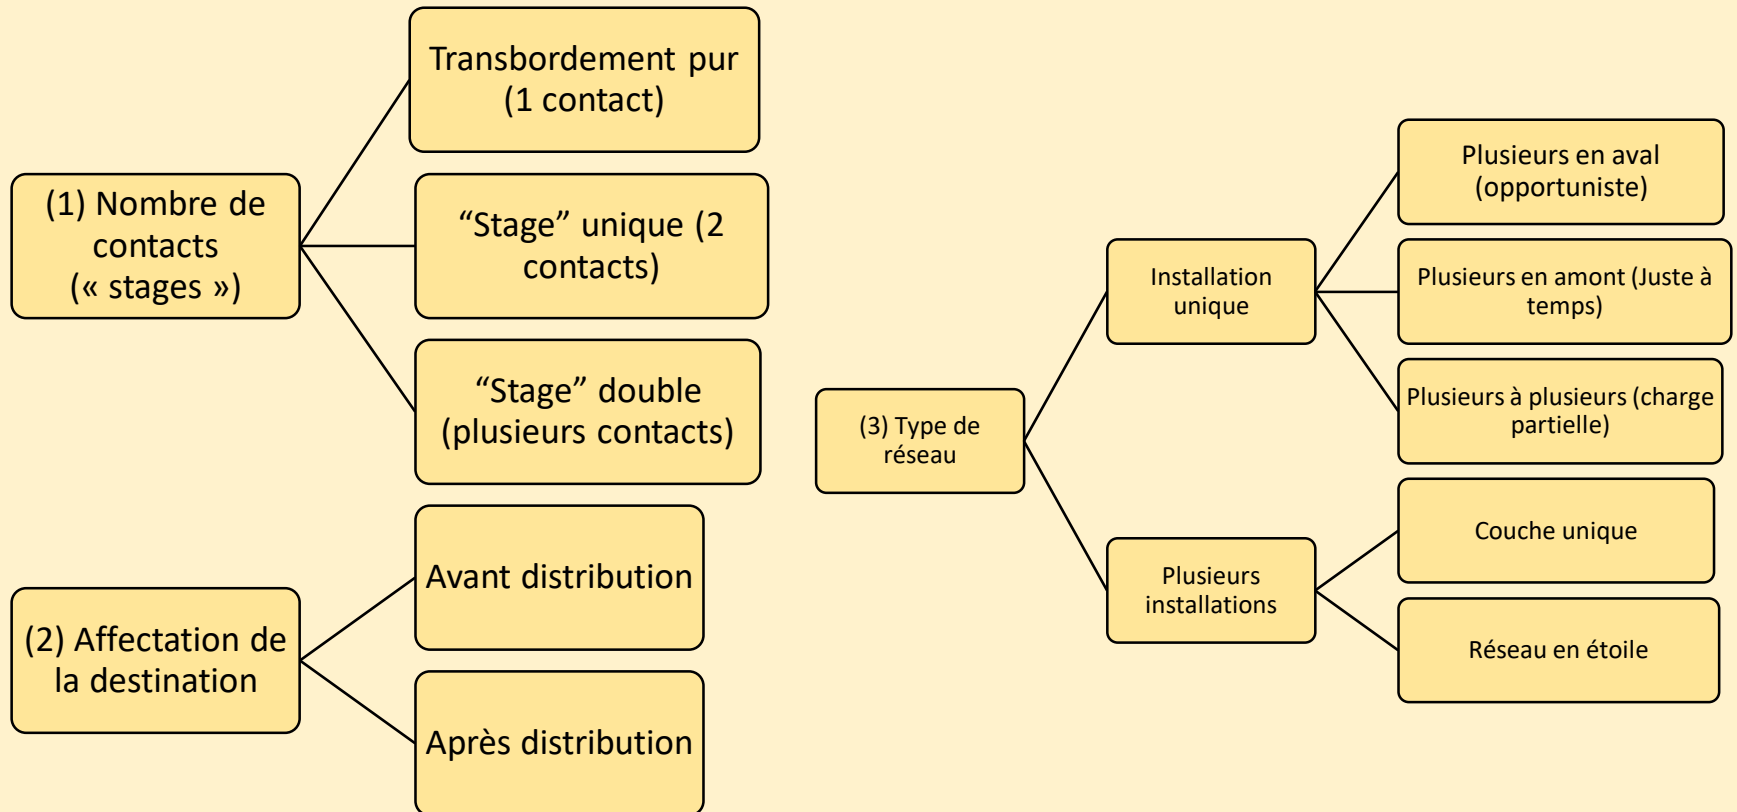 (1) Nombre de
contacts
(« stages »)
Transbordement pur
(1 contact)
“Stage” unique (2
contacts)
“Stage” double
(plusieurs contacts)
(2) Affectation de
la destination
Avant distribution
Après distribution
(3) Type de
réseau
Installation
unique
Plusieurs en aval
(opportuniste)
Plusieurs en amont (Juste à
temps)
Plusieurs à plusieurs (charge
partielle)
Plusieurs
installations
Couche unique
Réseau en étoile